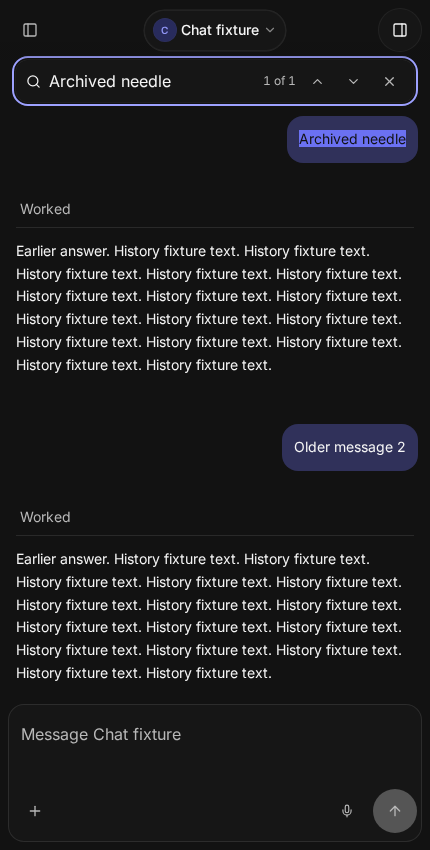 C Chat fixture
Archived needle 1 of 1
Archived needle
Worked
Earlier answer. History fixture text. History fixture text.
History fixture text. History fixture text. History fixture text.
History fixture text. History fixture text. History fixture text.
History fixture text. History fixture text. History fixture text.
History fixture text. History fixture text. History fixture text.
History fixture text. History fixture text.
Older message 2
Worked
Earlier answer. History fixture text. History fixture text.
History fixture text. History fixture text. History fixture text.
History fixture text. History fixture text. History fixture text.
History fixture text. History fixture text. History fixture text.
History fixture text. History fixture text. History fixture text.
History fixture text. History fixture text.
Message Chat fixture